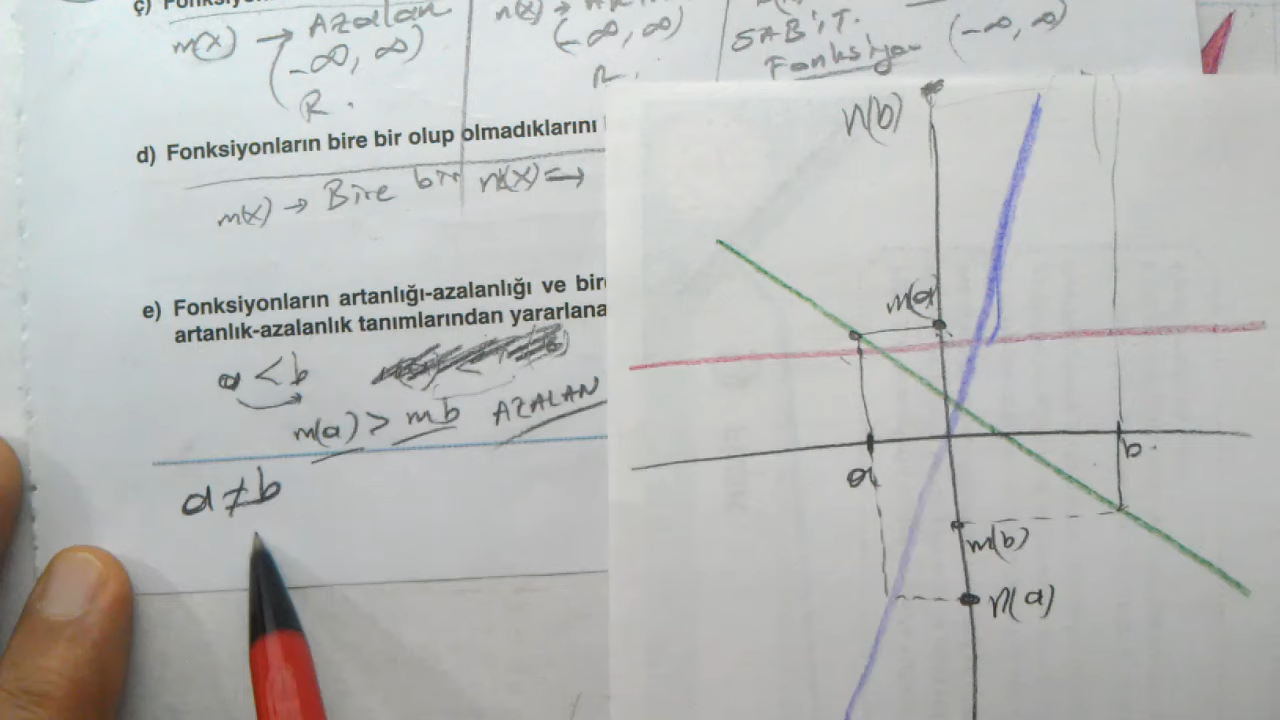 ç)
m(x) → Azalan
(-∞, ∞)
R.
n(x) →
(-∞, ∞)
R.
SABİT.
Fonksiyon
(-∞, ∞)
d) Fonksiyonların bire bir olup olmadıklarını
m(x) → Bire bir
n(x) →
e) Fonksiyonların artanlığı-azalanlığı ve bire
artanlık-azalanlık tanımlarından yararlana
a < b
m(a) > mb AZALAN
a ≠ b
n(b)
m(a)
a
b.
m(b)
n(a)